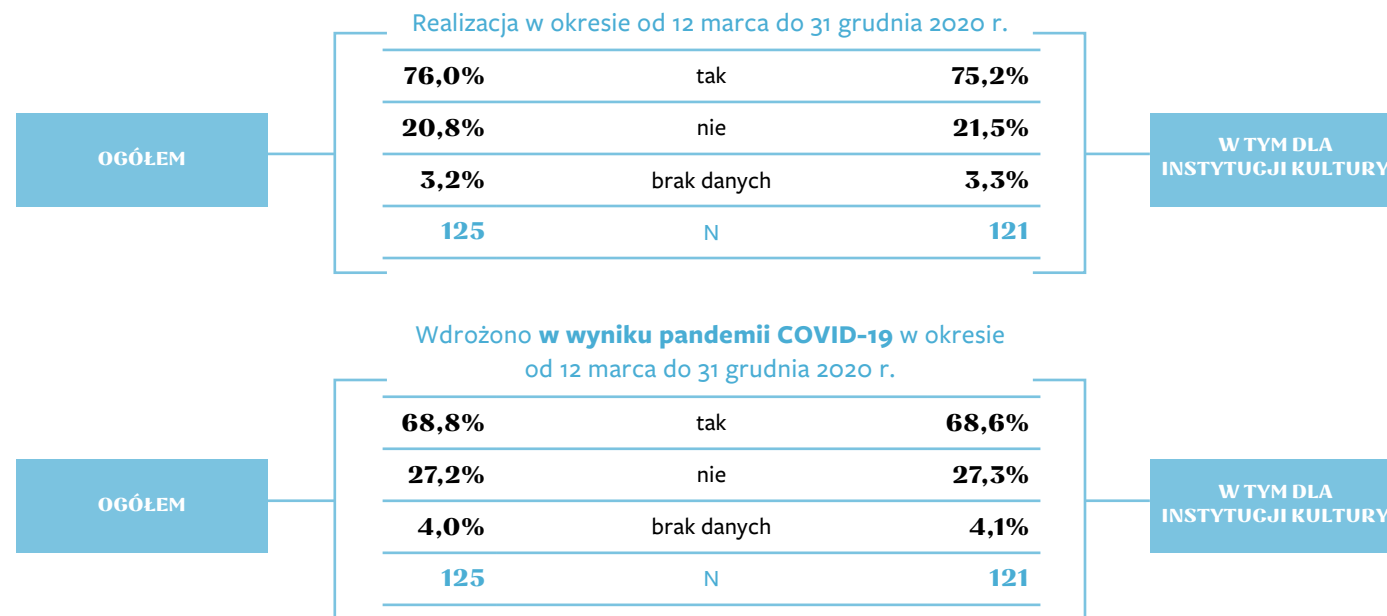 Realizacja w okresie od 12 marca do 31 grudnia 2020 r.
76,0% tak 75,2%
20,8% nie 21,5%
3,2% brak danych 3,3%
125 N 121
OGÓŁEM
W TYM DLA
INSTYTUCJI KULTURY
Wdrożono w wyniku pandemii COVID-19 w okresie
od 12 marca do 31 grudnia 2020 r.
68,8% tak 68,6%
27,2% nie 27,3%
4,0% brak danych 4,1%
125 N 121
OGÓŁEM
W TYM DLA
INSTYTUCJI KULTURY